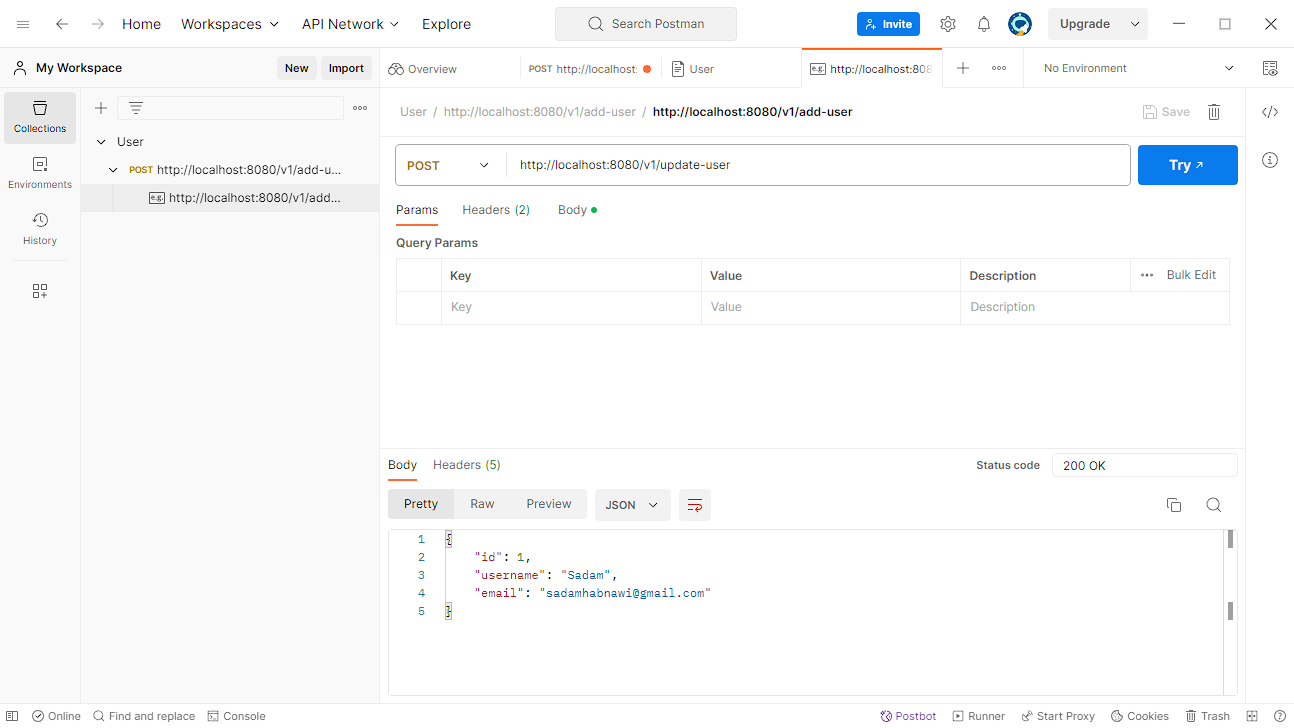 Home Workspaces API Network Explore Search Postman Invite Upgrade
My Workspace New Import Overview POST http://localhost: User e.g. http://localhost:808 No Environment
Collections
Environments
History
User
POST http://localhost:8080/v1/add-u...
e.g. http://localhost:8080/v1/add...
User / http://localhost:8080/v1/add-user / http://localhost:8080/v1/add-user Save
POST http://localhost:8080/v1/update-user Try
Params Headers (2) Body
Query Params
Key Value Description Bulk Edit
Key Value Description
Body Headers (5) Status code 200 OK
Pretty Raw Preview JSON
1 {
2 "id": 1,
3 "username": "Sadam",
4 "email": "sadamhabnawi@gmail.com"
5 }
Online Find and replace Console Postbot Runner Start Proxy Cookies Trash